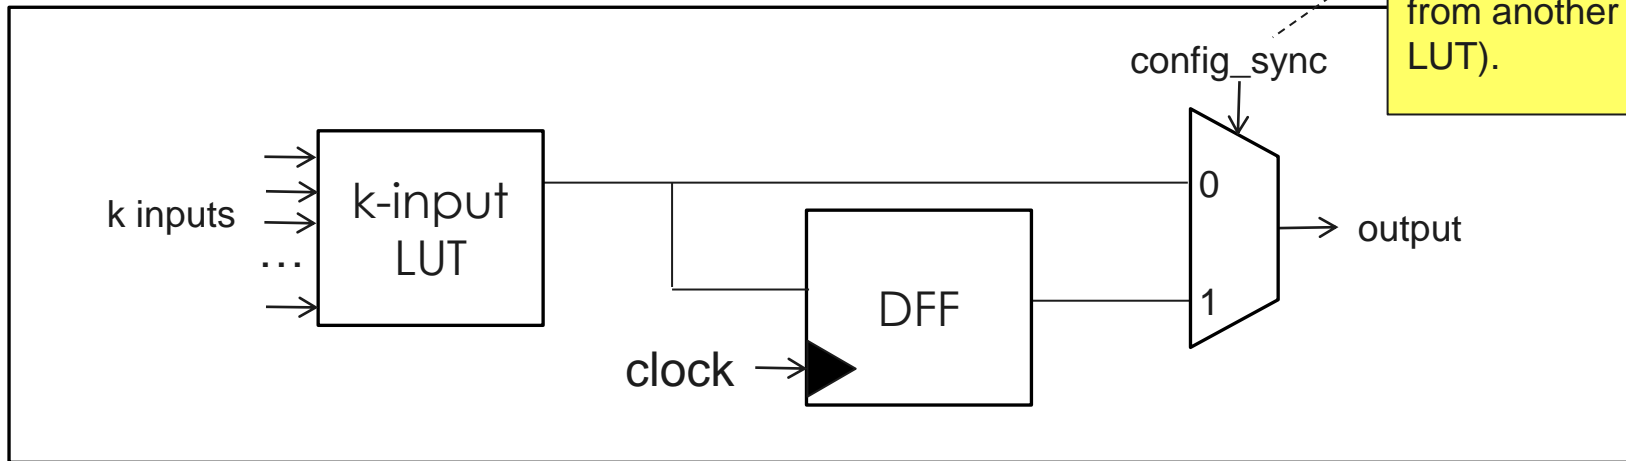 from another
LUT).
config_sync
k inputs
...
k-input
LUT
0
DFF
1
output
clock